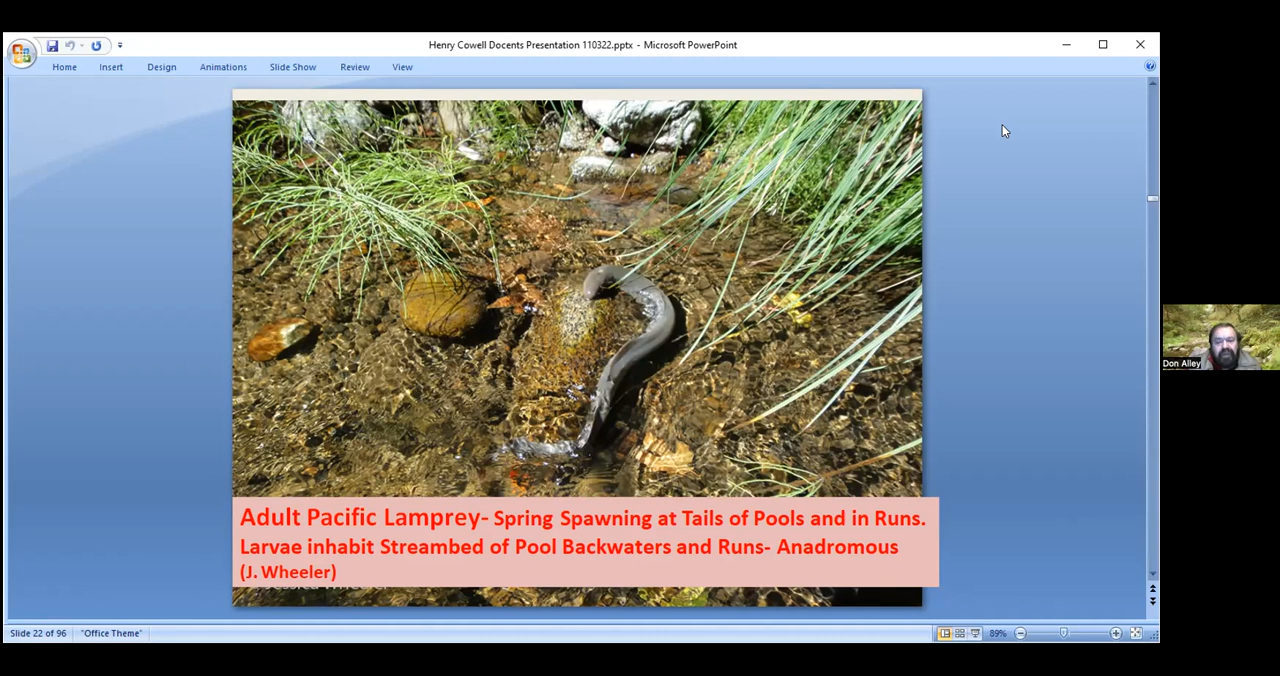 Henry Cowell Docents Presentation 110322.pptx - Microsoft PowerPoint
Home Insert Design Animations Slide Show Review View
Adult Pacific Lamprey- Spring Spawning at Tails of Pools and in Runs.
Larvae inhabit Streambed of Pool Backwaters and Runs- Anadromous
(J. Wheeler)
Don Alley
Slide 22 of 96 "Office Theme" 89%